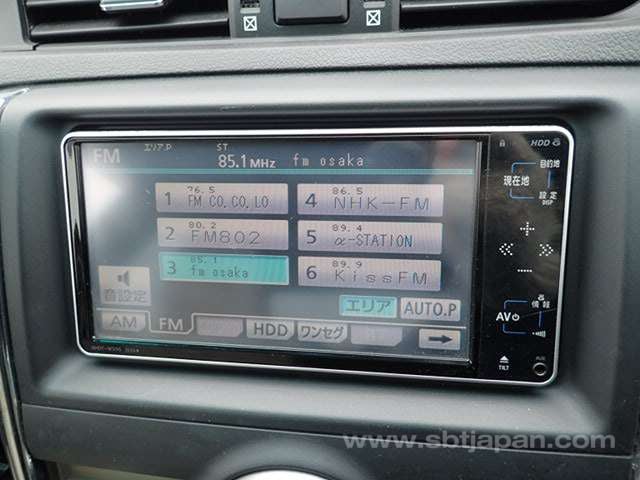 FM エリア.P ST 85.1MHz fm osaka
HDD
1 76.5 FM CO.CO.LO
4 86.5 NHK-FM
2 80.2 FM802
5 89.4 α-STATION
3 85.1 fm osaka
6 89.9 KissFM
音設定
エリア AUTO.P
AM FM HDD ワンセグ
現在地
目的地
設定
DISP
情報
AV
TILT
AUX
www.sbtjapan.com